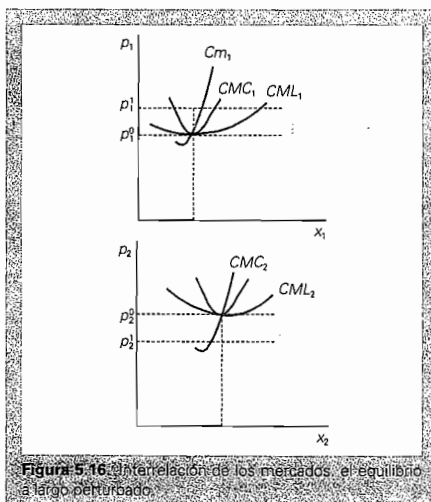 p₁
Cm₁
CMC₁
CML₁
p₁¹
p₁⁰
x₁
p₂
CMC₂
CML₂
p₂⁰
p₂¹
x₂
Figura 5.16. Interrelación de los mercados: el equilibrio
a largo perturbado.